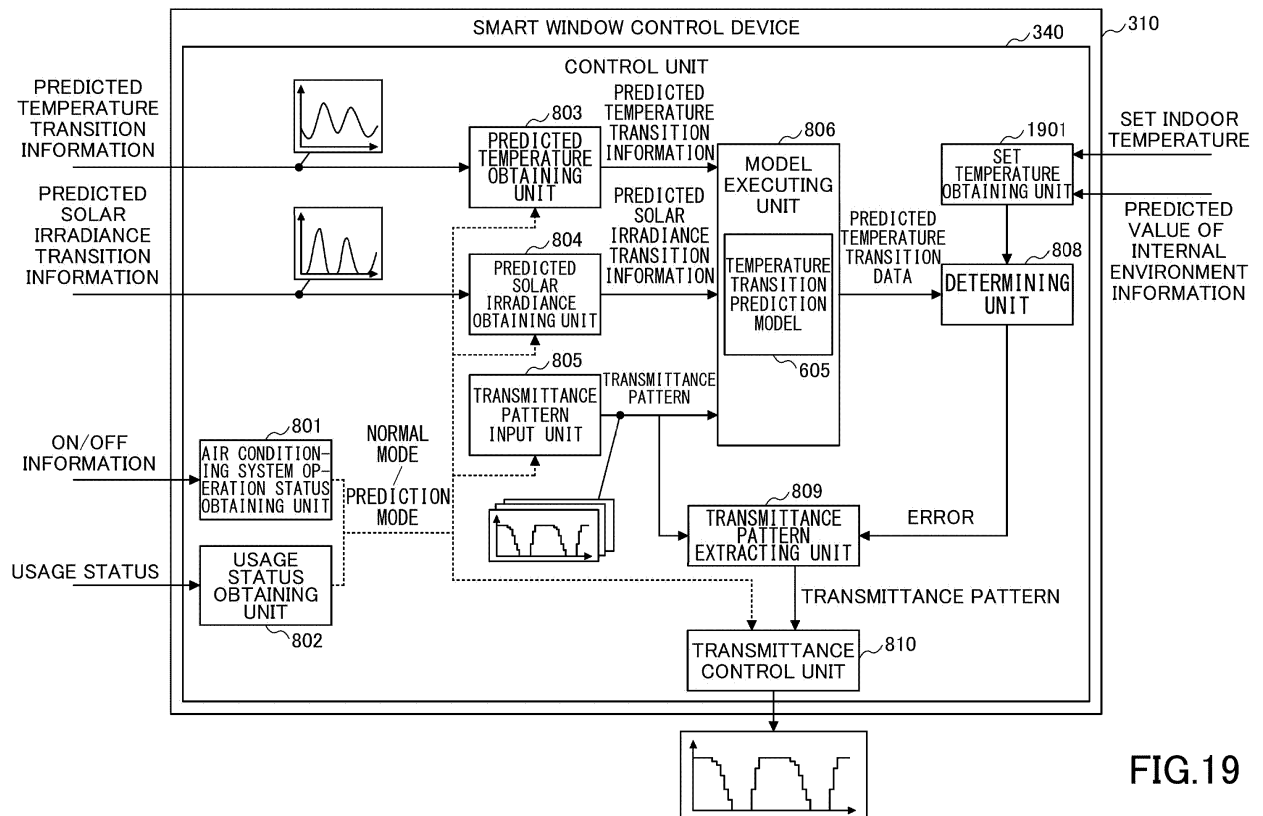 SMART WINDOW CONTROL DEVICE
310
340
CONTROL UNIT
PREDICTED
TEMPERATURE
TRANSITION
INFORMATION
803
PREDICTED
TEMPERATURE
OBTAINING
UNIT
PREDICTED
TEMPERATURE
TRANSITION
INFORMATION
806
MODEL
EXECUTING
UNIT
1901
SET
TEMPERATURE
OBTAINING UNIT
SET INDOOR
TEMPERATURE
PREDICTED
SOLAR
IRRADIANCE
TRANSITION
INFORMATION
804
PREDICTED
SOLAR
IRRADIANCE
OBTAINING UNIT
PREDICTED
SOLAR
IRRADIANCE
TRANSITION
INFORMATION
TEMPERATURE
TRANSITION
PREDICTION
MODEL
605
PREDICTED
TEMPERATURE
TRANSITION
DATA
808
DETERMINING
UNIT
PREDICTED
VALUE OF
INTERNAL
ENVIRONMENT
INFORMATION
805
TRANSMITTANCE
PATTERN
INPUT UNIT
TRANSMITTANCE
PATTERN
ON/OFF
INFORMATION
801
AIR CONDITION-
ING SYSTEM OP-
ERATION STATUS
OBTAINING UNIT
NORMAL
MODE
PREDICTION
MODE
809
TRANSMITTANCE
PATTERN
EXTRACTING UNIT
ERROR
USAGE STATUS
USAGE
STATUS
OBTAINING
UNIT
802
TRANSMITTANCE PATTERN
TRANSMITTANCE
CONTROL UNIT
810
FIG.19